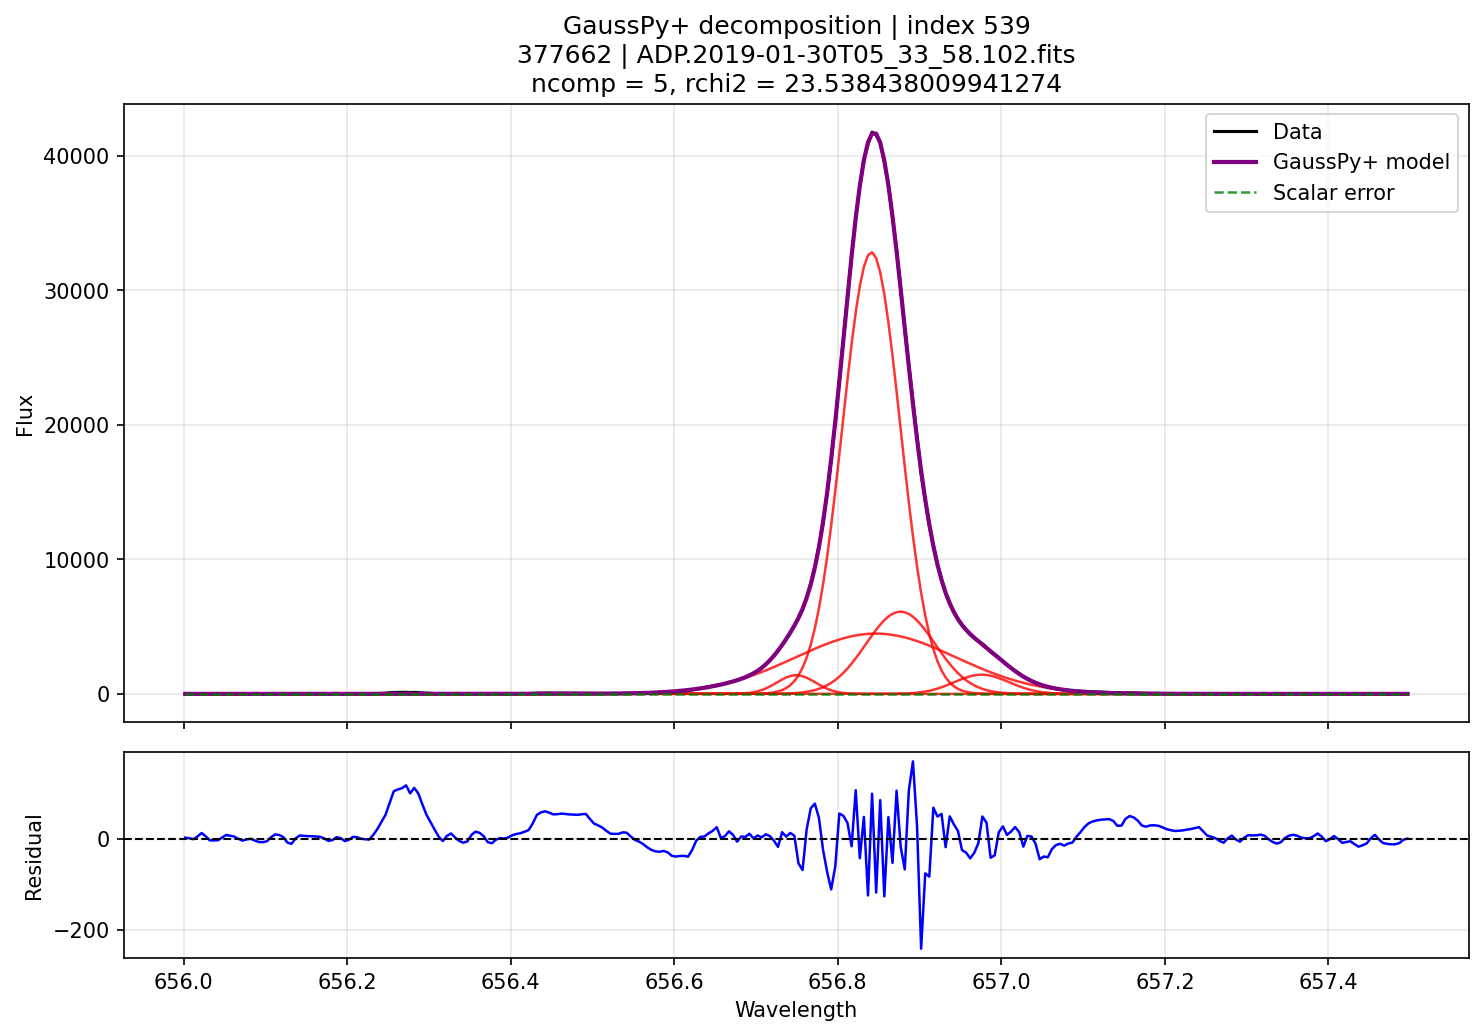 GaussPy+ decomposition | index 539
377662 | ADP.2019-01-30T05_33_58.102.fits
ncomp = 5, rchi2 = 23.538438009941274
Data
GaussPy+ model
Scalar error
40000
30000
20000
10000
0
Flux
0
−200
Residual
656.0
656.2
656.4
656.6
656.8
657.0
657.2
657.4
Wavelength